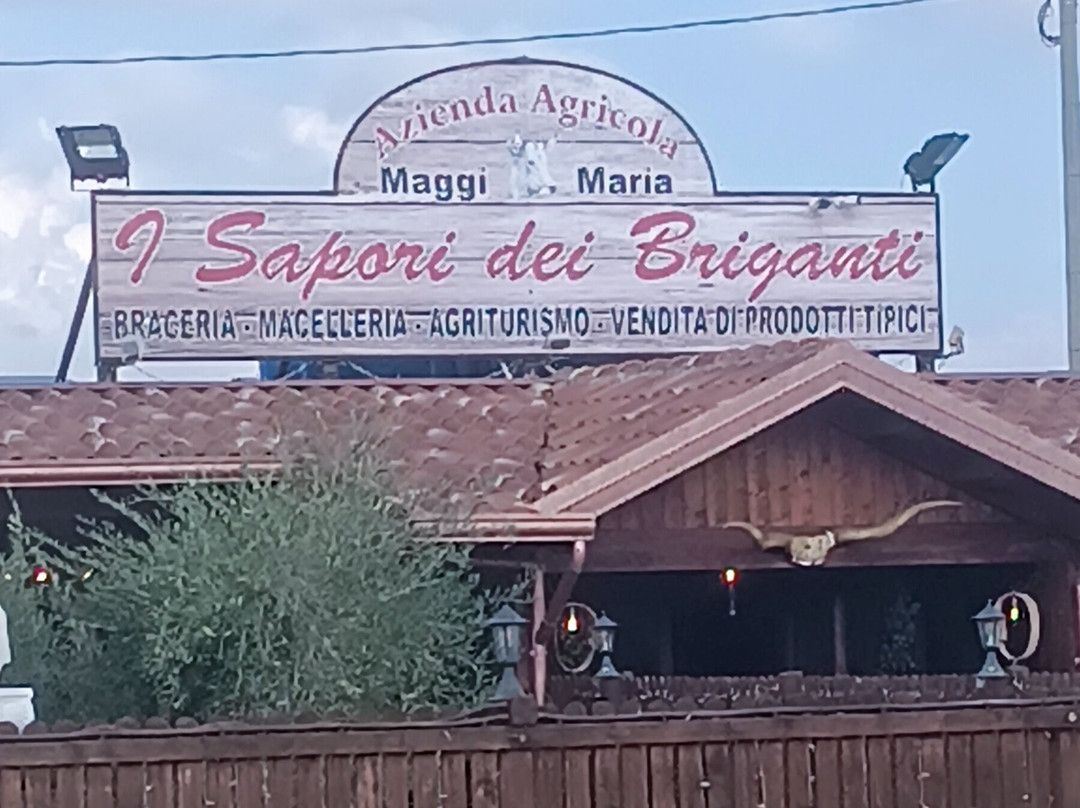 Azienda Agricola
Maggi Maria
I Sapori dei Briganti
BRACERIA - MACELLERIA - AGRITURISMO - VENDITA DI PRODOTTI TIPICI